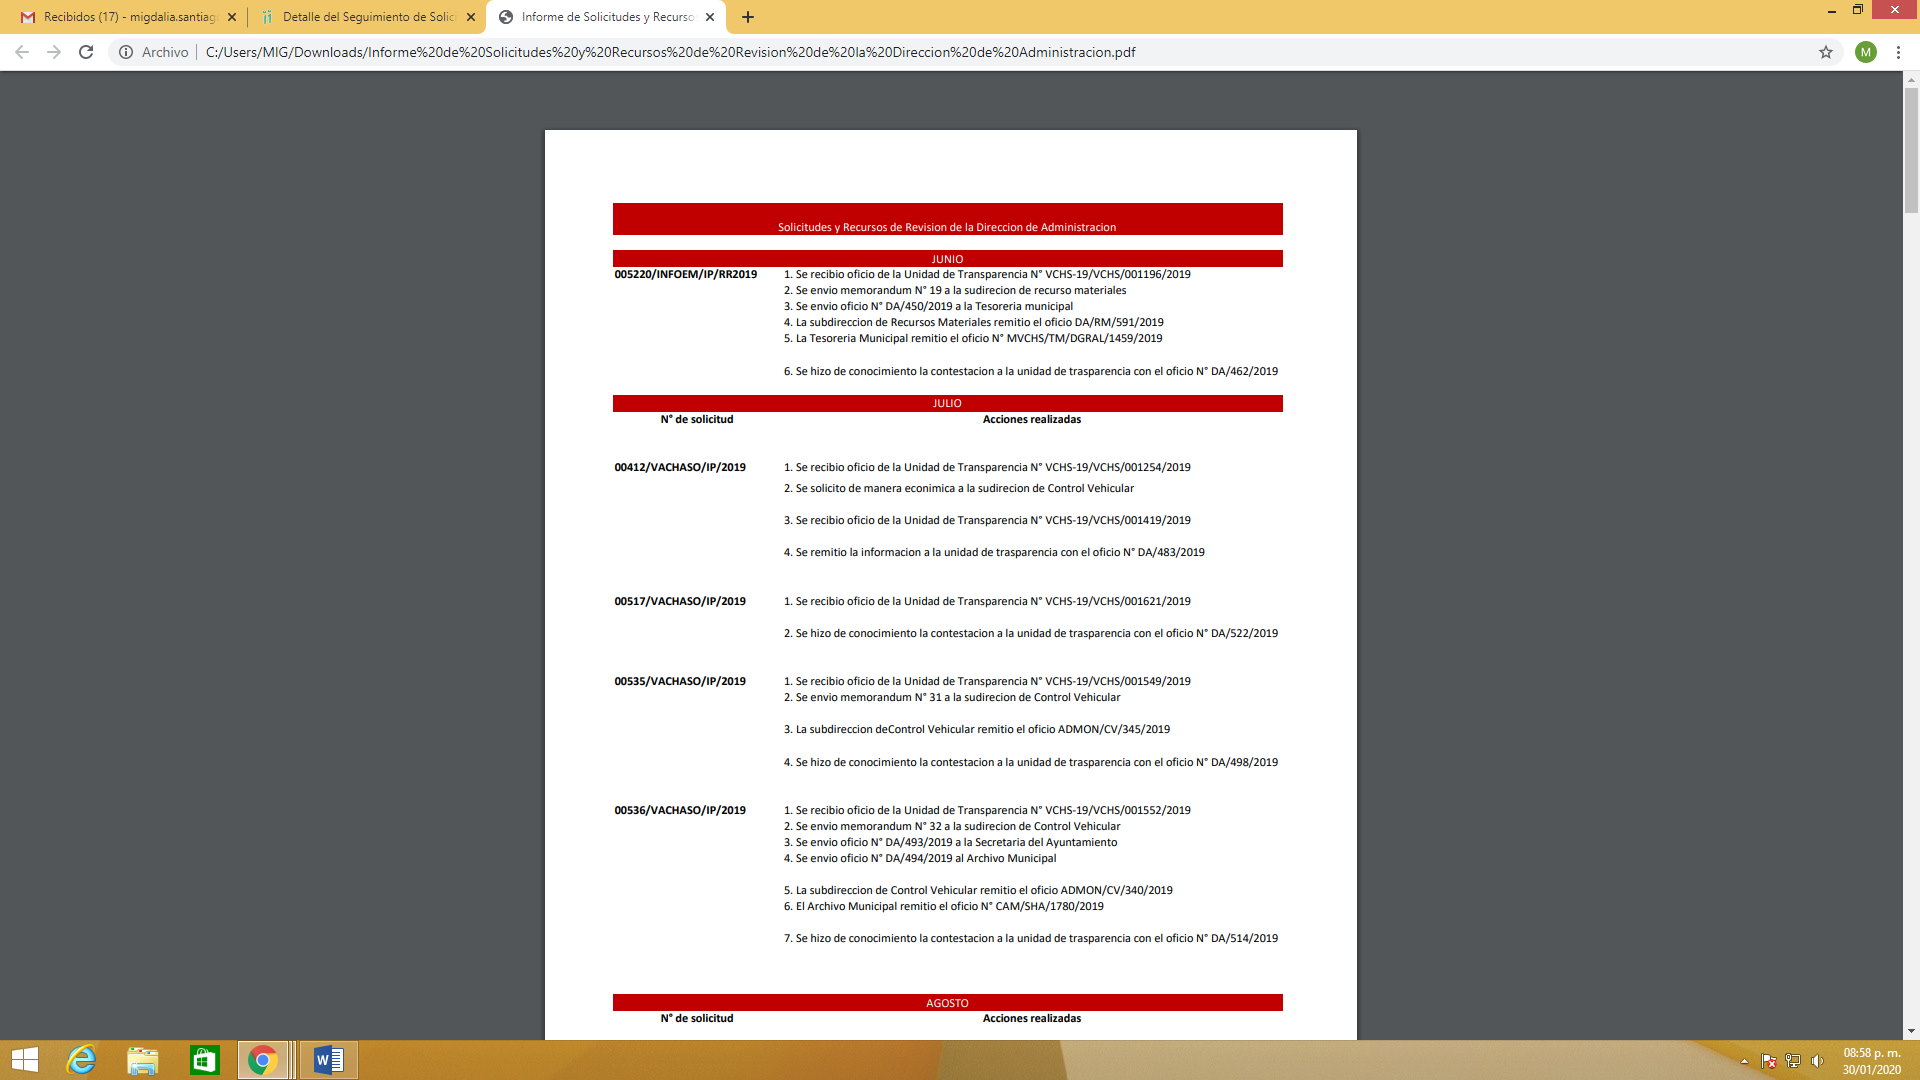 Recibidos (17) - migdalia.santiag
Detalle del Seguimiento de Solici
Informe de Solicitudes y Recurso
Archivo
C:/Users/MIG/Downloads/Informe%20de%20Solicitudes%20y%20Recursos%20de%20Revision%20de%20la%20Direccion%20de%20Administracion.pdf
M
Solicitudes y Recursos de Revision de la Direccion de Administracion
JUNIO
005220/INFOEM/IP/RR2019 1. Se recibio oficio de la Unidad de Transparencia N° VCHS-19/VCHS/001196/2019
2. Se envio memorandum N° 19 a la sudirecion de recurso materiales
3. Se envio oficio N° DA/450/2019 a la Tesoreria municipal
4. La subdireccion de Recursos Materiales remitio el oficio DA/RM/591/2019
5. La Tesoreria Municipal remitio el oficio N° MVCHS/TM/DGRAL/1459/2019
6. Se hizo de conocimiento la contestacion a la unidad de trasparencia con el oficio N° DA/462/2019
JULIO
N° de solicitud Acciones realizadas
00412/VACHASO/IP/2019 1. Se recibio oficio de la Unidad de Transparencia N° VCHS-19/VCHS/001254/2019
2. Se solicito de manera econimica a la sudirecion de Control Vehicular
3. Se recibio oficio de la Unidad de Transparencia N° VCHS-19/VCHS/001419/2019
4. Se remitio la informacion a la unidad de trasparencia con el oficio N° DA/483/2019
00517/VACHASO/IP/2019 1. Se recibio oficio de la Unidad de Transparencia N° VCHS-19/VCHS/001621/2019
2. Se hizo de conocimiento la contestacion a la unidad de trasparencia con el oficio N° DA/522/2019
00535/VACHASO/IP/2019 1. Se recibio oficio de la Unidad de Transparencia N° VCHS-19/VCHS/001549/2019
2. Se envio memorandum N° 31 a la sudirecion de Control Vehicular
3. La subdireccion deControl Vehicular remitio el oficio ADMON/CV/345/2019
4. Se hizo de conocimiento la contestacion a la unidad de trasparencia con el oficio N° DA/498/2019
00536/VACHASO/IP/2019 1. Se recibio oficio de la Unidad de Transparencia N° VCHS-19/VCHS/001552/2019
2. Se envio memorandum N° 32 a la sudirecion de Control Vehicular
3. Se envio oficio N° DA/493/2019 a la Secretaria del Ayuntamiento
4. Se envio oficio N° DA/494/2019 al Archivo Municipal
5. La subdireccion de Control Vehicular remitio el oficio ADMON/CV/340/2019
6. El Archivo Municipal remitio el oficio N° CAM/SHA/1780/2019
7. Se hizo de conocimiento la contestacion a la unidad de trasparencia con el oficio N° DA/514/2019
AGOSTO
N° de solicitud Acciones realizadas
08:58 p. m.
30/01/2020